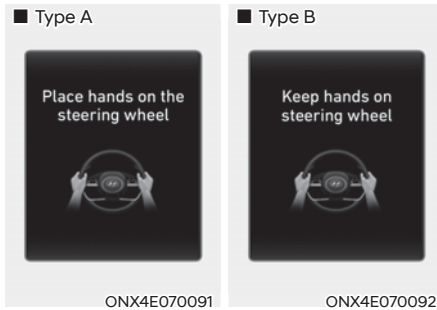 ■ Type A
Place hands on the
steering wheel
ONX4E070091
■ Type B
Keep hands on
steering wheel
ONX4E070092